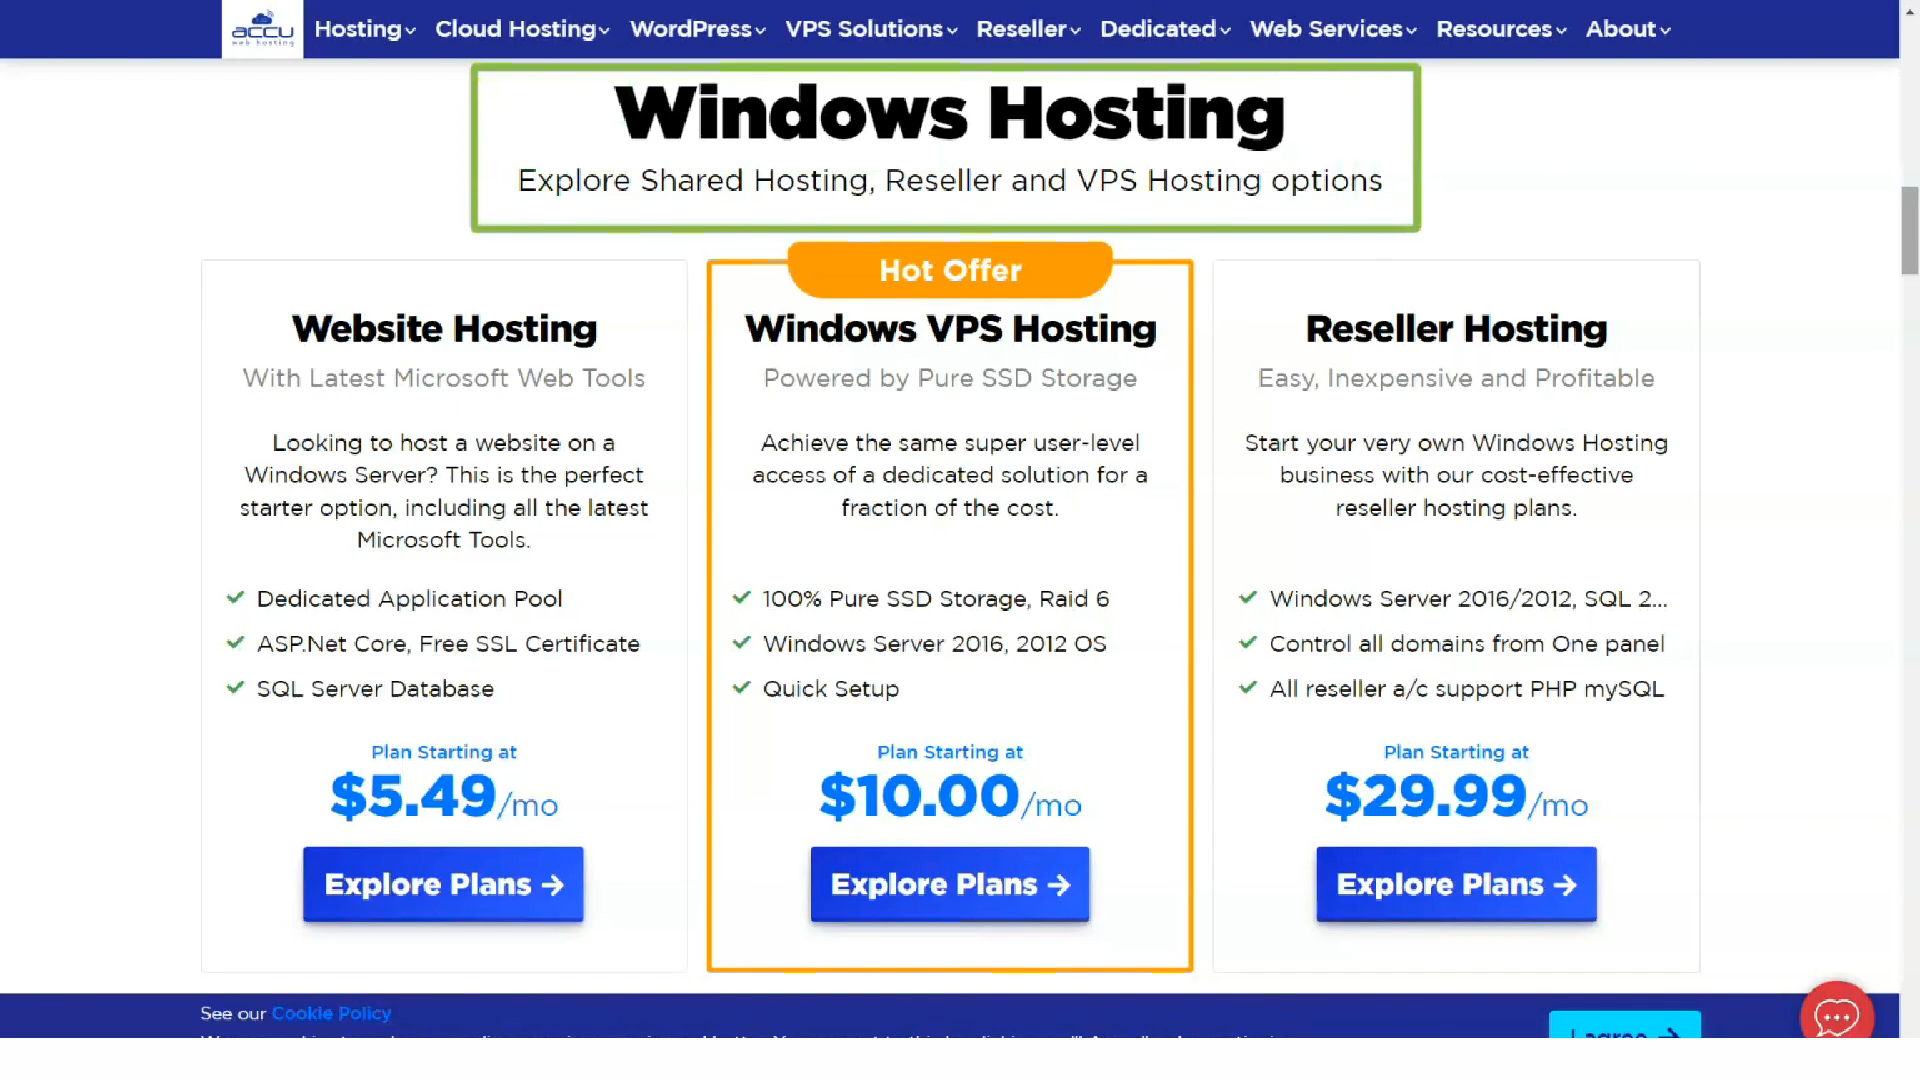 accu
web hosting
Hosting
Cloud Hosting
WordPress
VPS Solutions
Reseller
Dedicated
Web Services
Resources
About
Windows Hosting
Explore Shared Hosting, Reseller and VPS Hosting options
Website Hosting
With Latest Microsoft Web Tools
Looking to host a website on a
Windows Server? This is the perfect
starter option, including all the latest
Microsoft Tools.
Dedicated Application Pool
ASP.Net Core, Free SSL Certificate
SQL Server Database
Plan Starting at
$5.49/mo
Explore Plans →
Hot Offer
Windows VPS Hosting
Powered by Pure SSD Storage
Achieve the same super user-level
access of a dedicated solution for a
fraction of the cost.
100% Pure SSD Storage, Raid 6
Windows Server 2016, 2012 OS
Quick Setup
Plan Starting at
$10.00/mo
Explore Plans →
Reseller Hosting
Easy, Inexpensive and Profitable
Start your very own Windows Hosting
business with our cost-effective
reseller hosting plans.
Windows Server 2016/2012, SQL 2...
Control all domains from One panel
All reseller a/c support PHP mySQL
Plan Starting at
$29.99/mo
Explore Plans →
See our Cookie Policy
I agree →